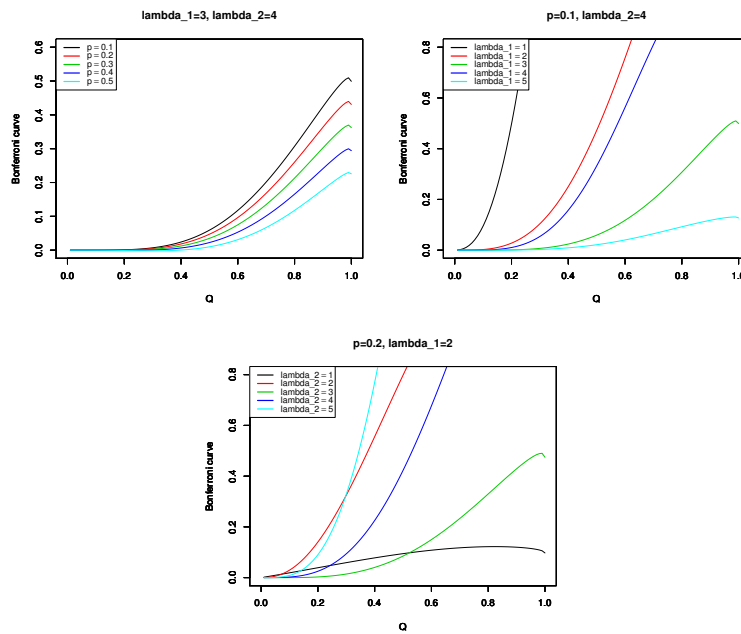 lambda_1=3, lambda_2=4
p = 0.1
p = 0.2
p = 0.3
p = 0.4
p = 0.5
Bonferroni curve
0.6
0.5
0.4
0.3
0.2
0.1
0.0
0.0 0.2 0.4 0.6 0.8 1.0
Q
p=0.1, lambda_2=4
lambda_1 = 1
lambda_1 = 2
lambda_1 = 3
lambda_1 = 4
lambda_1 = 5
Bonferroni curve
0.8
0.6
0.4
0.2
0.0
0.0 0.2 0.4 0.6 0.8 1.0
Q
p=0.2, lambda_1=2
lambda_2 = 1
lambda_2 = 2
lambda_2 = 3
lambda_2 = 4
lambda_2 = 5
Bonferroni curve
0.8
0.6
0.4
0.2
0.0
0.0 0.2 0.4 0.6 0.8 1.0
Q